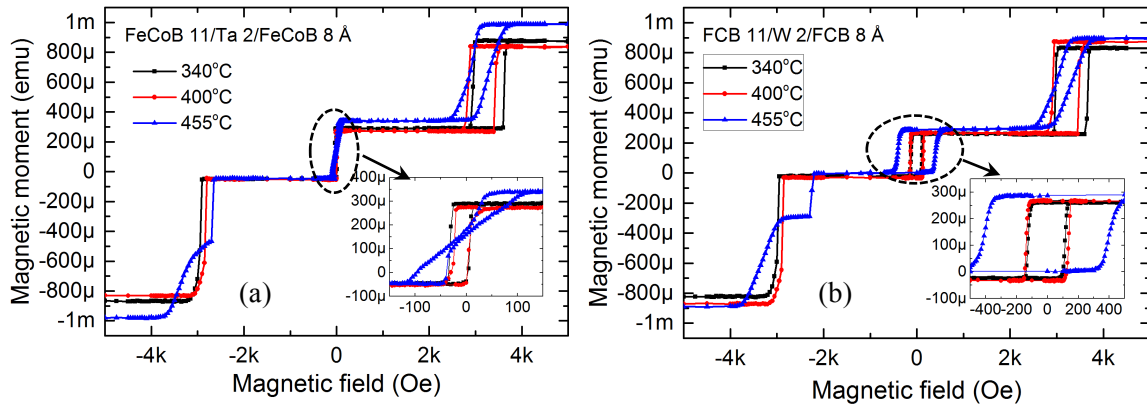 FeCoB 11/Ta 2/FeCoB 8 Å
340°C
400°C
455°C
1m
800µ
600µ
400µ
200µ
0
-200µ
-400µ
-600µ
-800µ
-1m
Magnetic moment (emu)
-4k -2k 0 2k 4k
Magnetic field (Oe)
(a)
400µ
300µ
200µ
100µ
0
-100µ
-100 0 100
FCB 11/W 2/FCB 8 Å
340°C
400°C
455°C
1m
800µ
600µ
400µ
200µ
0
-200µ
-400µ
-600µ
-800µ
-1m
Magnetic moment (emu)
-4k -2k 0 2k 4k
Magnetic field (Oe)
(b)
300µ
200µ
100µ
0
-100µ
-400 -200 0 200 400